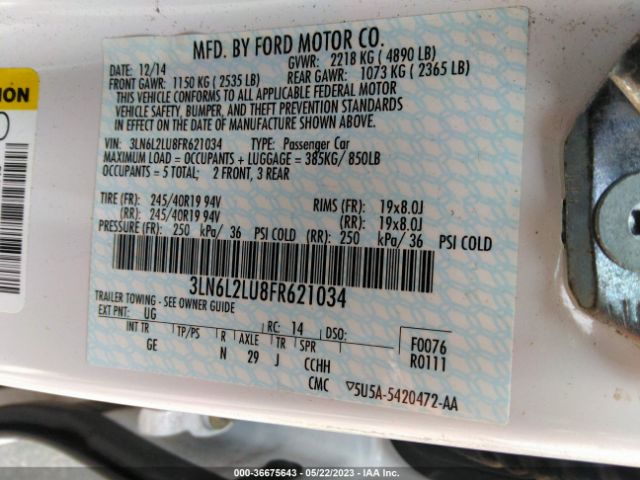 MFD. BY FORD MOTOR CO.
DATE: 12/14 GVWR: 2218 KG ( 4890 LB)
FRONT GAWR: 1150 KG (2535 LB) REAR GAWR: 1073 KG ( 2365 LB)
THIS VEHICLE CONFORMS TO ALL APPLICABLE FEDERAL MOTOR
VEHICLE SAFETY, BUMPER, AND THEFT PREVENTION STANDARDS
IN EFFECT ON THE DATE OF MANUFACTURE SHOWN ABOVE.
VIN: 3LN6L2LU8FR621034 TYPE: Passenger Car
MAXIMUM LOAD = OCCUPANTS + LUGGAGE = 385KG/ 850LB
OCCUPANTS = 5 TOTAL; 2 FRONT, 3 REAR
TIRE (FR): 245/40R19 94V RIMS (FR): 19x8.0J
(RR): 245/40R19 94V (RR): 19x8.0J
PRESSURE (FR): 250 kPa/ 36 PSI COLD (RR): 250 kPa/ 36 PSI COLD
3LN6L2LU8FR621034
TRAILER TOWING - SEE OWNER GUIDE
EXT PNT: UG RC: 14 DSO: F0076
INT TR TP/PS R AXLE TR SPR R0111
GE N 29 J CCHH
CMC 5U5A-5420472-AA
000-36675643 - 05/22/2023 - IAA Inc.